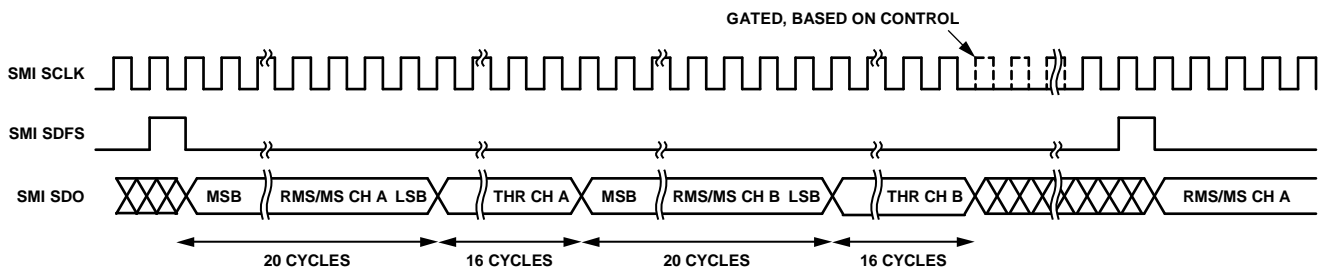 GATED, BASED ON CONTROL
SMI SCLK
SMI SDFS
SMI SDO
MSB
RMS/MS CH A LSB
THR CH A
MSB
RMS/MS CH B LSB
THR CH B
RMS/MS CH A
20 CYCLES
16 CYCLES
20 CYCLES
16 CYCLES